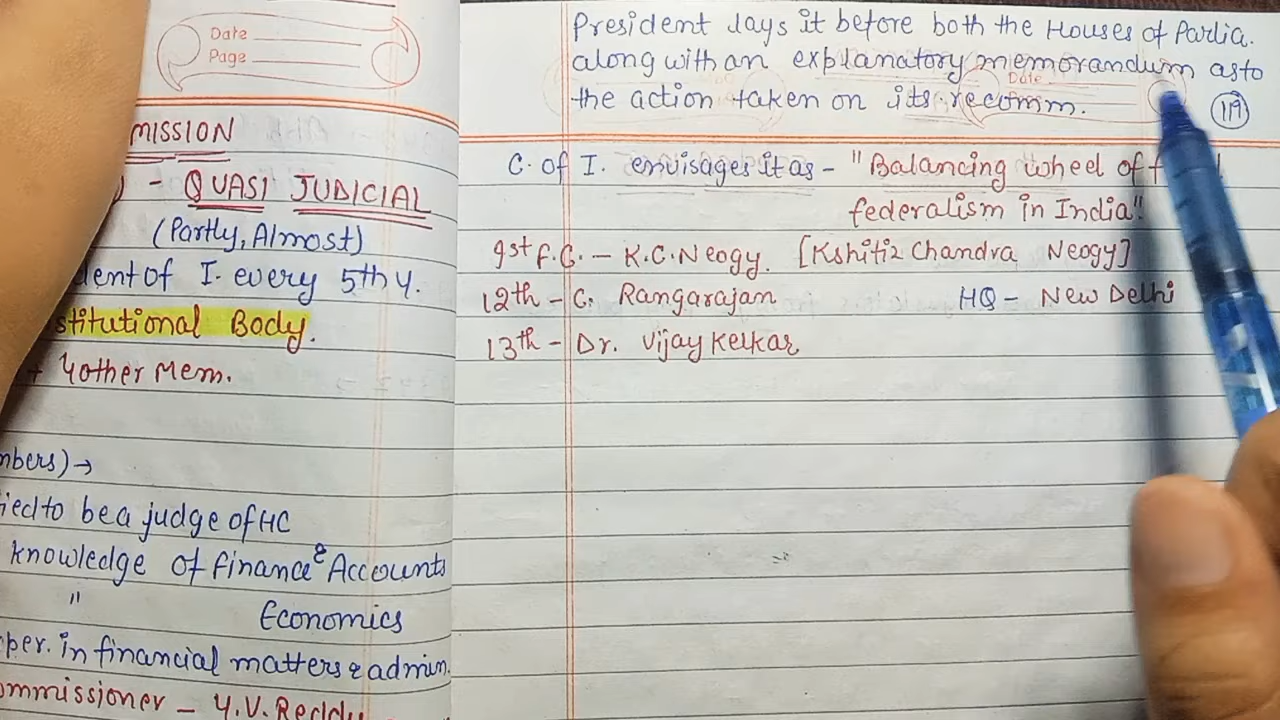 Date
Page
MISSION
- QUASI JUDICIAL
(Partly, Almost)
dent of I. every 5th y.
stitutional Body.
+ 4 other Mem.
mbers) →
ied to be a judge of HC
knowledge of finance & Accounts
" Economics
per. in financial matters & admin.
ommissioner - Y.V. Reddy
President lays it before both the Houses of Parlia.
along with an explanatory memorandum as to
the action taken on its recomm.
119
C. of I. envisages it as - "Balancing wheel of f
federalism in India".
9st F.C. - K.C. Neogy. [Kshitiz Chandra Neogy]
12th - C. Rangarajan HQ - New Delhi
13th - Dr. Vijay Kelkar